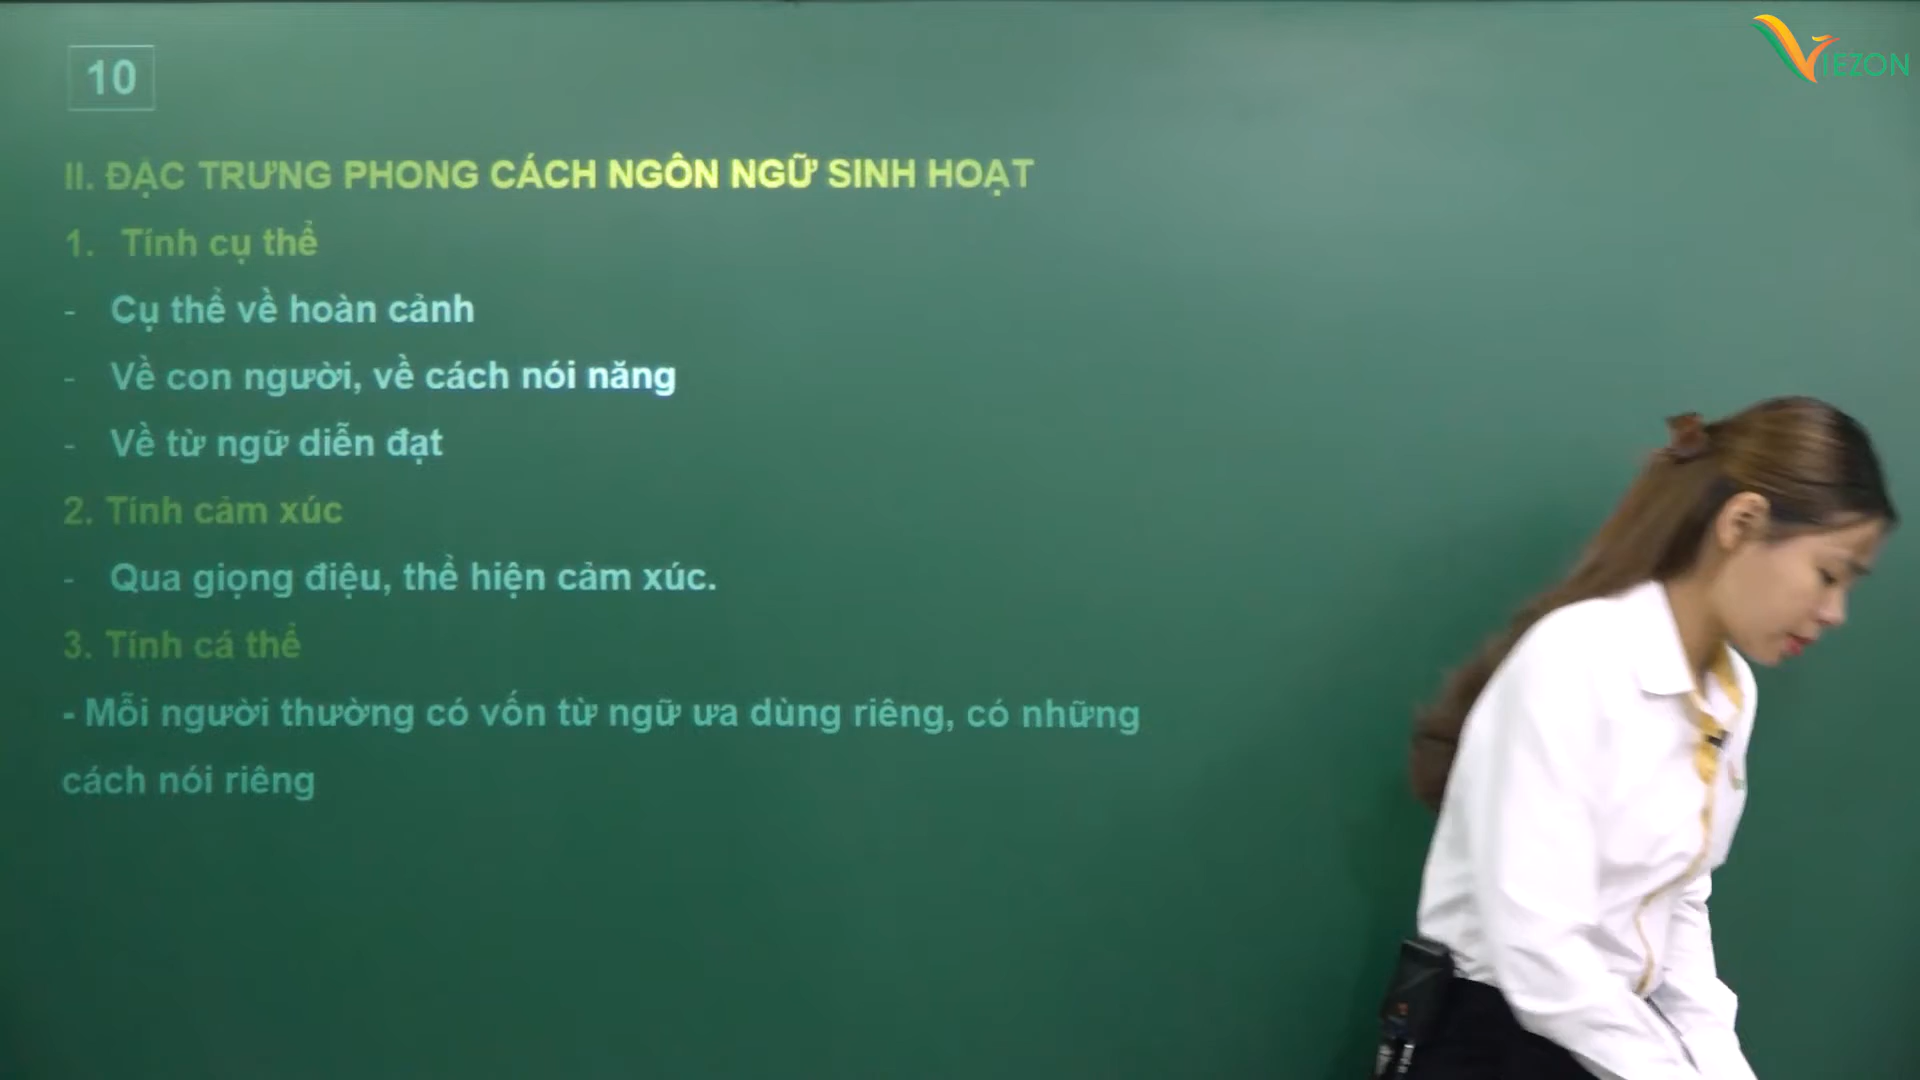 VIEZON
10
II. ĐẶC TRƯNG PHONG CÁCH NGÔN NGỮ SINH HOẠT
1. Tính cụ thể
- Cụ thể về hoàn cảnh
- Về con người, về cách nói năng
- Về từ ngữ diễn đạt
2. Tính cảm xúc
- Qua giọng điệu, thể hiện cảm xúc.
3. Tính cá thể
- Mỗi người thường có vốn từ ngữ ưa dùng riêng, có những
cách nói riêng